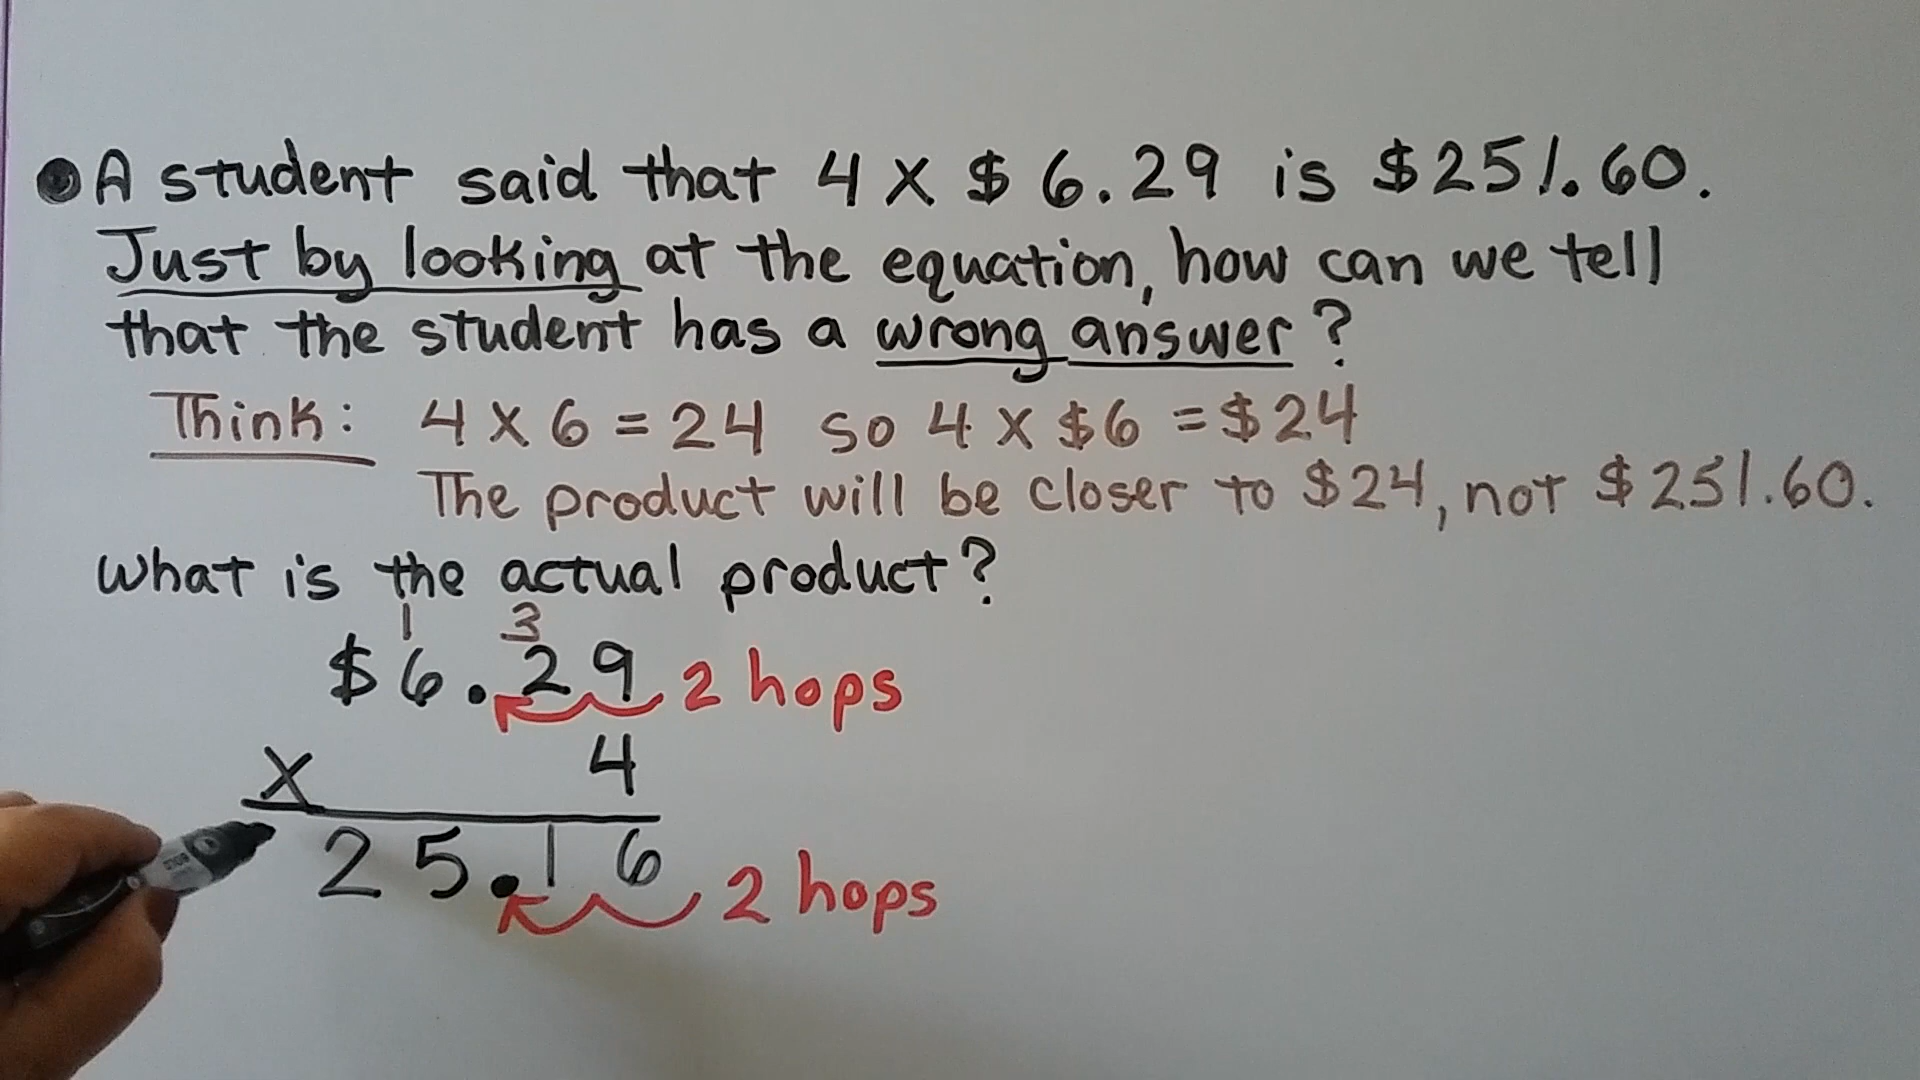 A student said that 4 x $ 6.29 is $251.60.
Just by looking at the equation, how can we tell
that the student has a wrong answer?
Think: 4 x 6 = 24 so 4 x $6 = $24
The product will be closer to $24, not $251.60.
What is the actual product?
1 3
$6.29 2 hops
x 4
25.16 2 hops